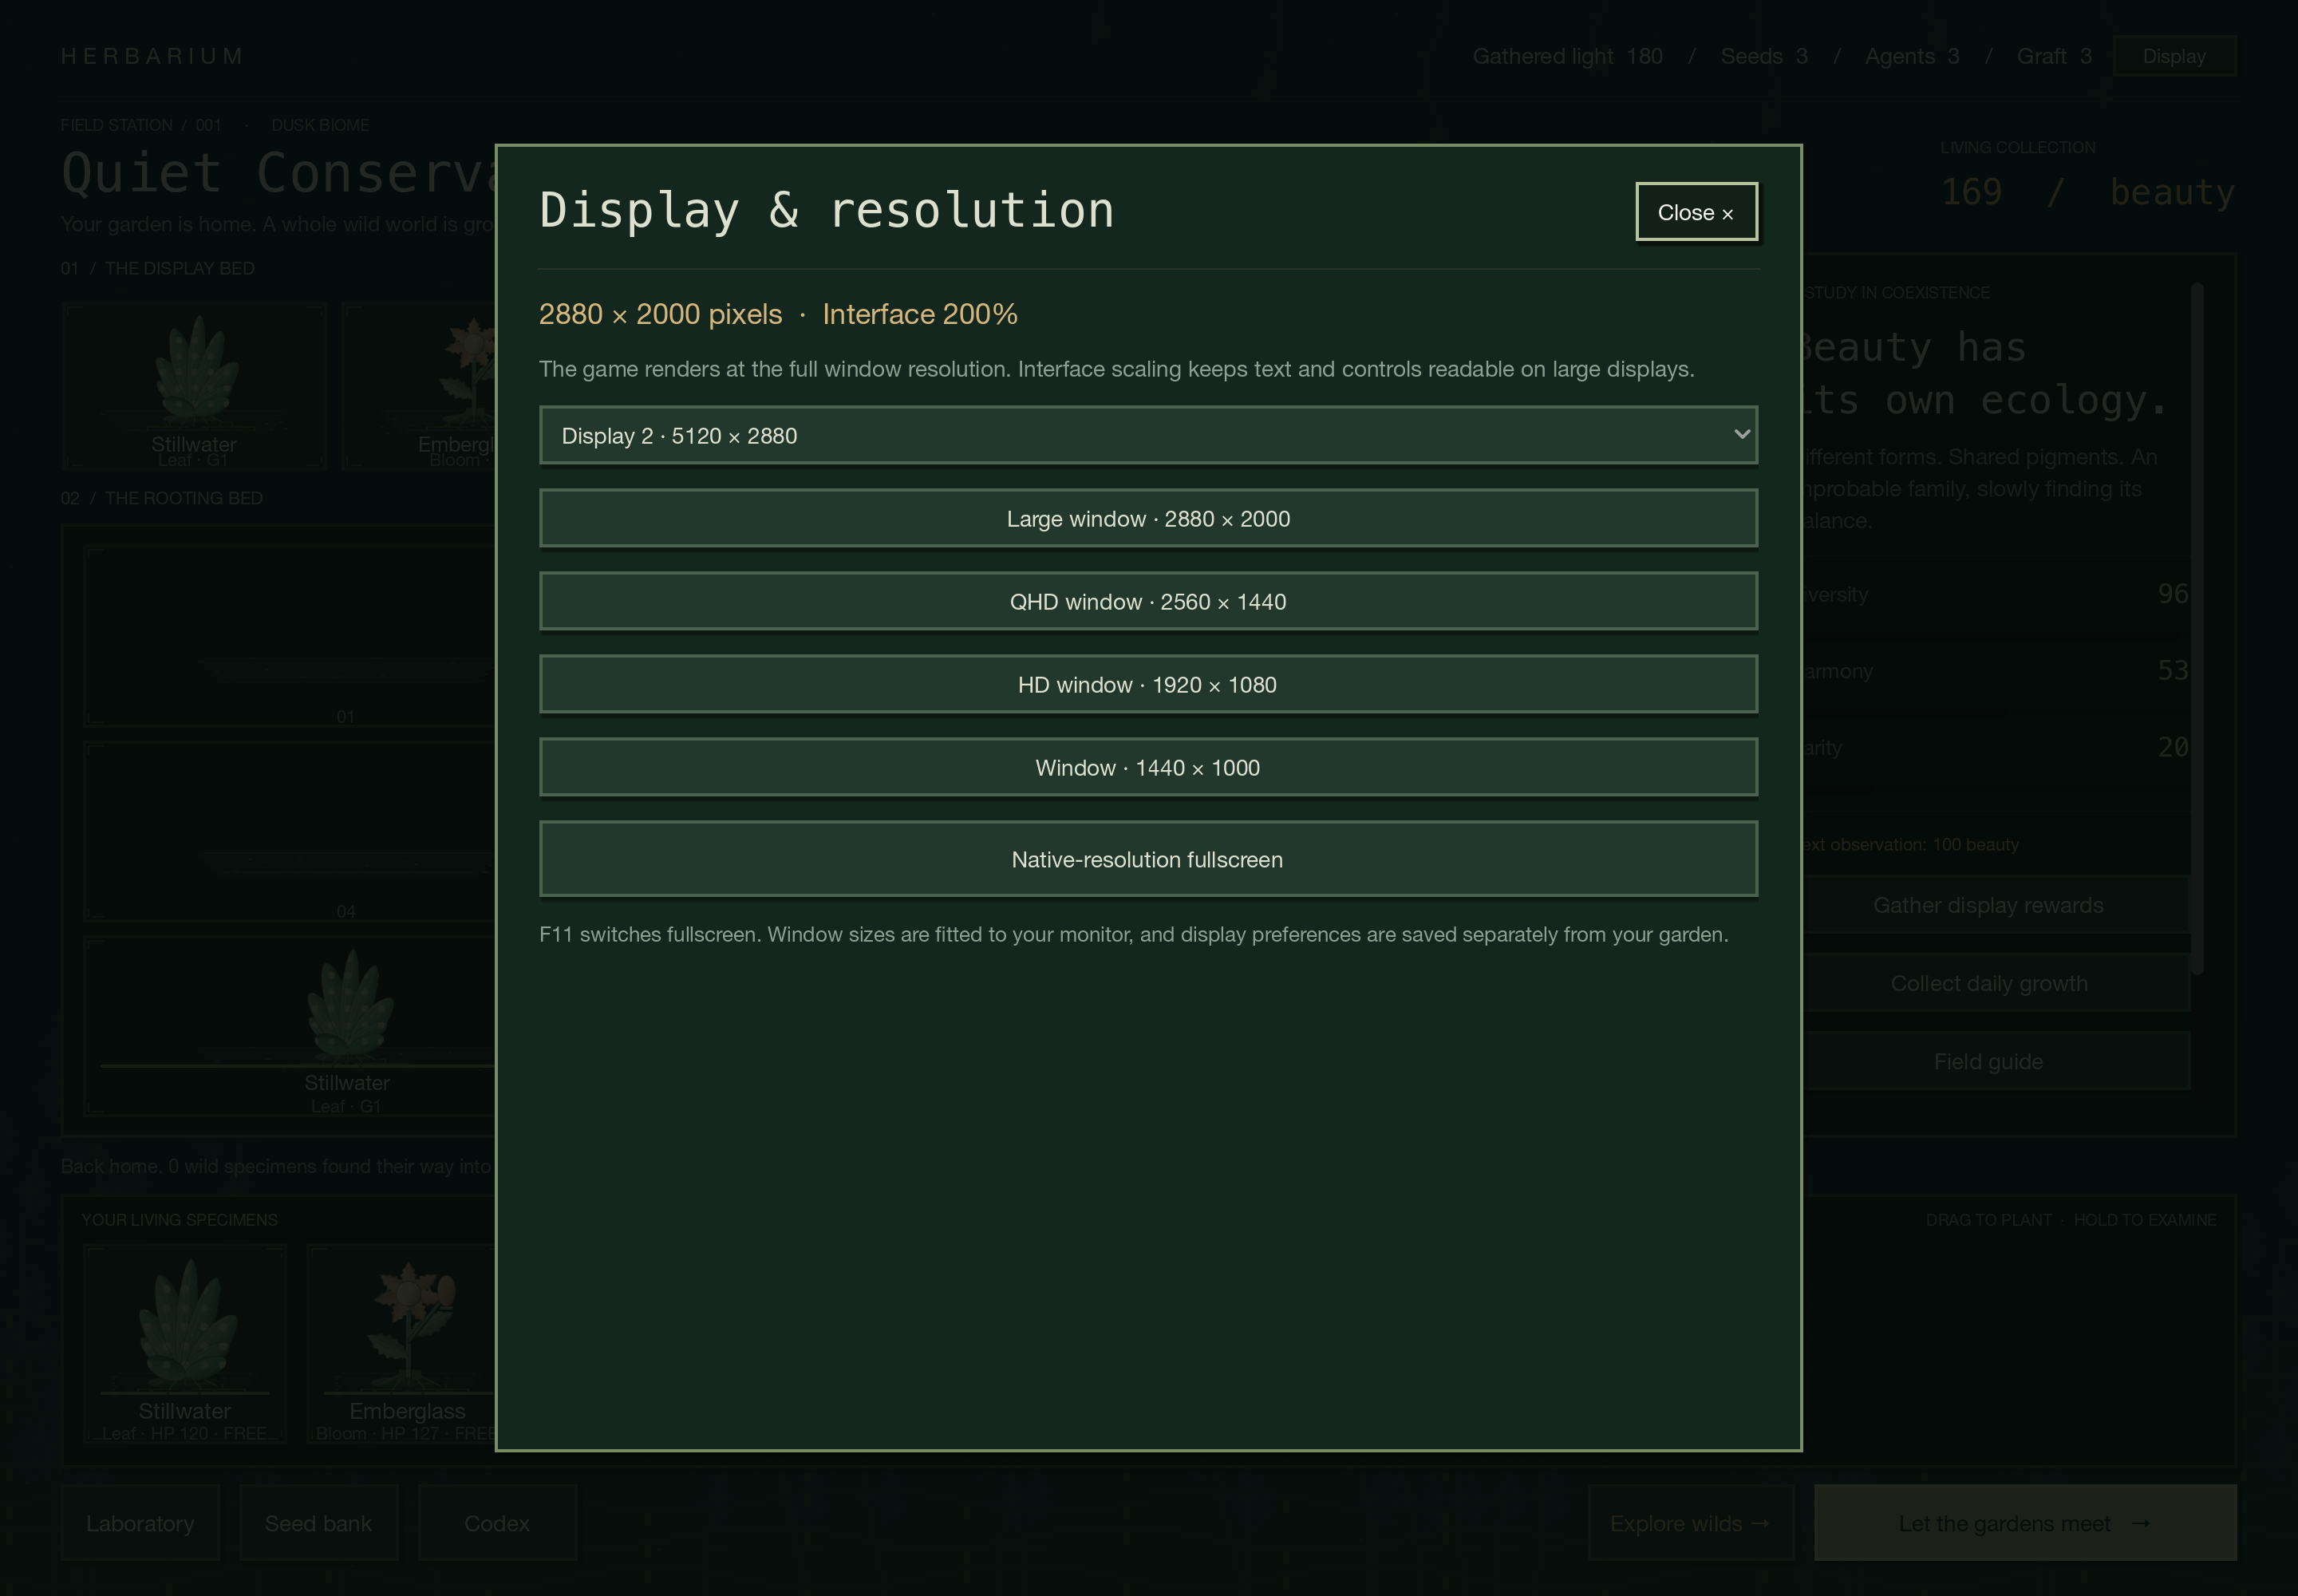 HERBARIUM
Gathered light 180 / Seeds 3 / Agents 3 / Graft 3
Display
FIELD STATION / 001 · DUSK BIOME
Quiet Conserva
Your garden is home. A whole wild world is gro
LIVING COLLECTION
169 / beauty
01 / THE DISPLAY BED
Stillwater
Leaf · G1
Embergl
Bloom ·
02 / THE ROOTING BED
01
04
Stillwater
Leaf · G1
Display & resolution
Close ×
2880 × 2000 pixels · Interface 200%
The game renders at the full window resolution. Interface scaling keeps text and controls readable on large displays.
Display 2 · 5120 × 2880
Large window · 2880 × 2000
QHD window · 2560 × 1440
HD window · 1920 × 1080
Window · 1440 × 1000
Native-resolution fullscreen
F11 switches fullscreen. Window sizes are fitted to your monitor, and display preferences are saved separately from your garden.
STUDY IN COEXISTENCE
Beauty has
its own ecology.
ifferent forms. Shared pigments. An
nprobable family, slowly finding its
alance.
versity 96
armony 53
arity 20
ext observation: 100 beauty
Gather display rewards
Collect daily growth
Field guide
Back home. 0 wild specimens found their way into
YOUR LIVING SPECIMENS
DRAG TO PLANT · HOLD TO EXAMINE
Stillwater
Leaf · HP 120 · FREE
Emberglass
Bloom · HP 127 · FREE
Laboratory
Seed bank
Codex
Explore wilds →
Let the gardens meet →